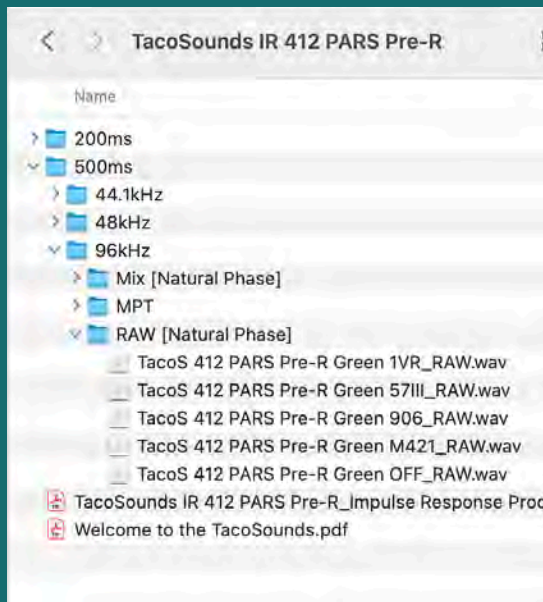 TacoSounds IR 412 PARS Pre-R
Name
200ms
500ms
44.1kHz
48kHz
96kHz
Mix [Natural Phase]
MPT
RAW [Natural Phase]
TacoS 412 PARS Pre-R Green 1VR_RAW.wav
TacoS 412 PARS Pre-R Green 57III_RAW.wav
TacoS 412 PARS Pre-R Green 906_RAW.wav
TacoS 412 PARS Pre-R Green M421_RAW.wav
TacoS 412 PARS Pre-R Green OFF_RAW.wav
TacoSounds IR 412 PARS Pre-R_Impulse Response Prod
Welcome to the TacoSounds.pdf